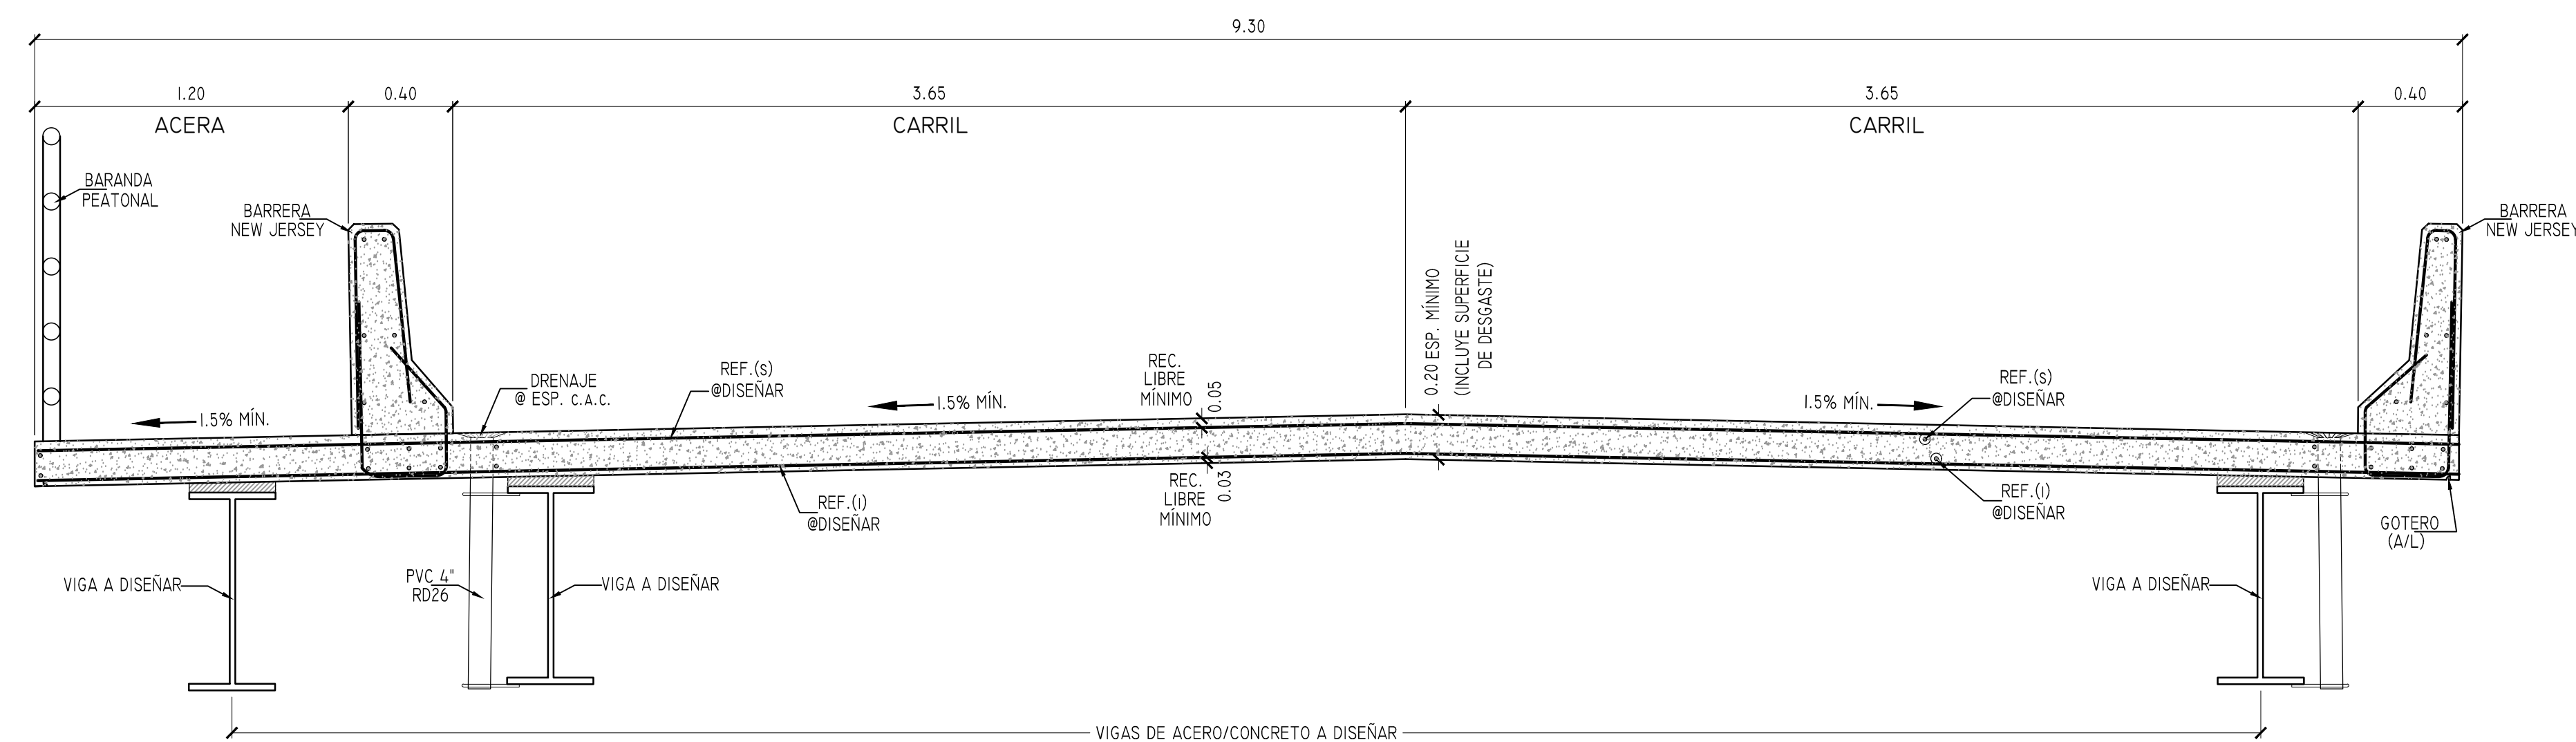 9.30
1.20
0.40
3.65
3.65
0.40
ACERA
CARRIL
CARRIL
BARANDA
PEATONAL
BARRERA
NEW JERSEY
BARRERA
NEW JERSEY
0.20 ESP. MÍNIMO
(INCLUYE SUPERFICIE
DE DESGASTE)
DRENAJE
@ ESP. C.A.C.
REF.(S)
@DISEÑAR
REC.
LIBRE
MÍNIMO
0.05
REF.(S)
@DISEÑAR
1.5% MÍN.
1.5% MÍN.
1.5% MÍN.
REC.
LIBRE
MÍNIMO
0.03
REF.(I)
@DISEÑAR
REF.(I)
@DISEÑAR
GOTERO
(A/L)
VIGA A DISEÑAR
PVC 4"
RD26
VIGA A DISEÑAR
VIGA A DISEÑAR
VIGAS DE ACERO/CONCRETO A DISEÑAR